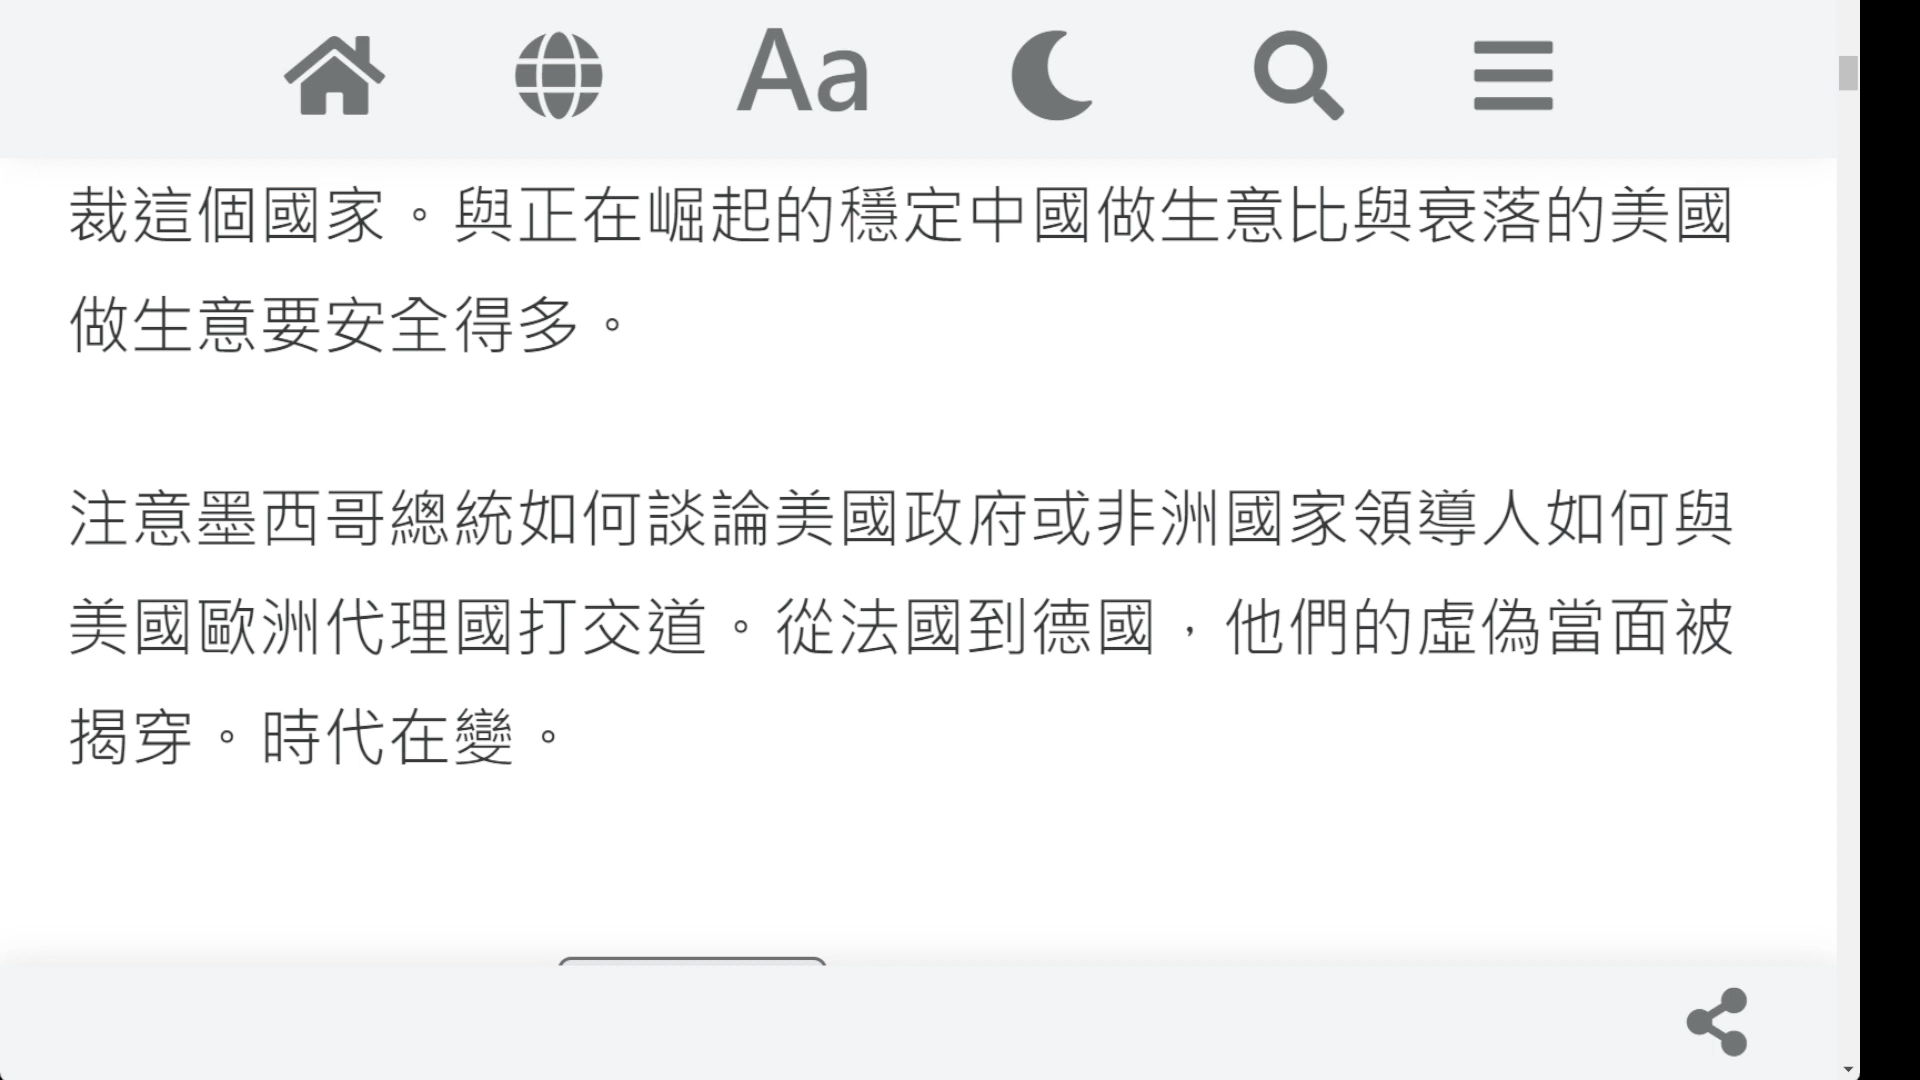 Aa
裁這個國家。與正在崛起的穩定中國做生意比與衰落的美國
做生意要安全得多。
注意墨西哥總統如何談論美國政府或非洲國家領導人如何與
美國歐洲代理國打交道。從法國到德國，他們的虛偽當面被
揭穿。時代在變。